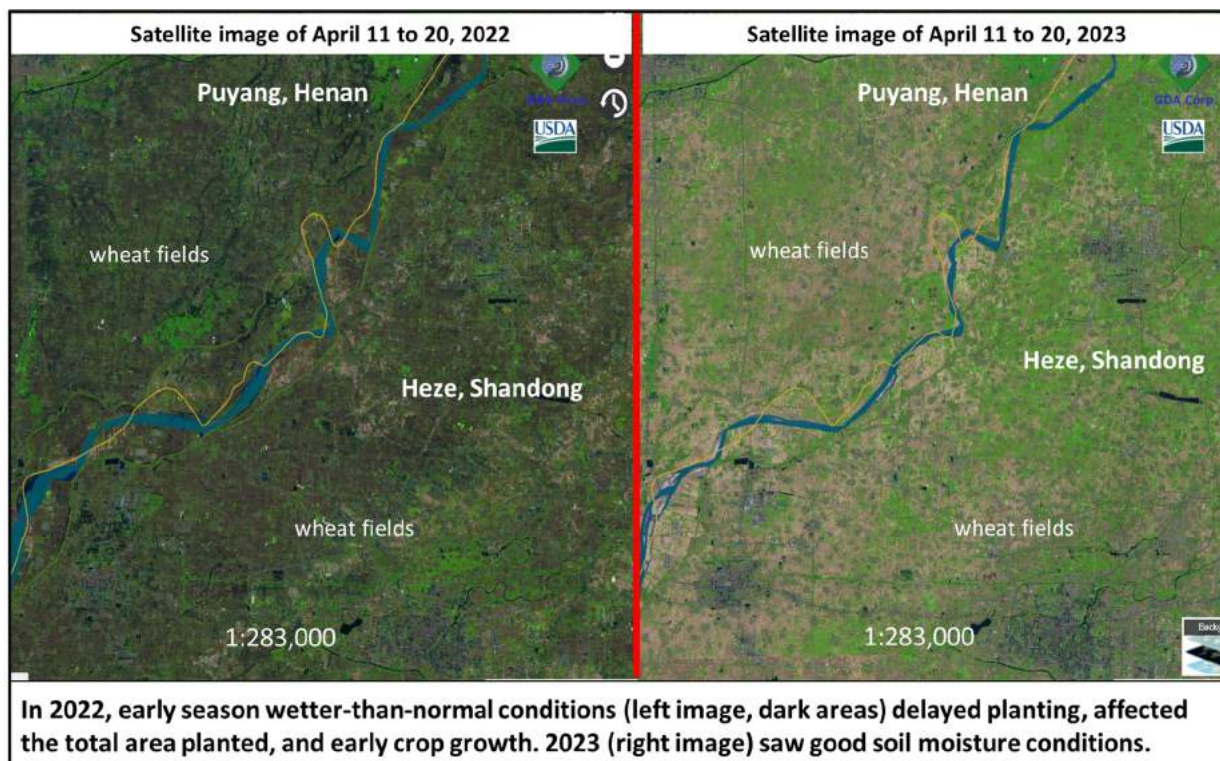 Satellite image of April 11 to 20, 2022
Satellite image of April 11 to 20, 2023
Puyang, Henan
USDA
wheat fields
Heze, Shandong
wheat fields
1:283,000
Puyang, Henan
GDA Corp.
USDA
wheat fields
Heze, Shandong
wheat fields
1:283,000
In 2022, early season wetter-than-normal conditions (left image, dark areas) delayed planting, affected
the total area planted, and early crop growth. 2023 (right image) saw good soil moisture conditions.